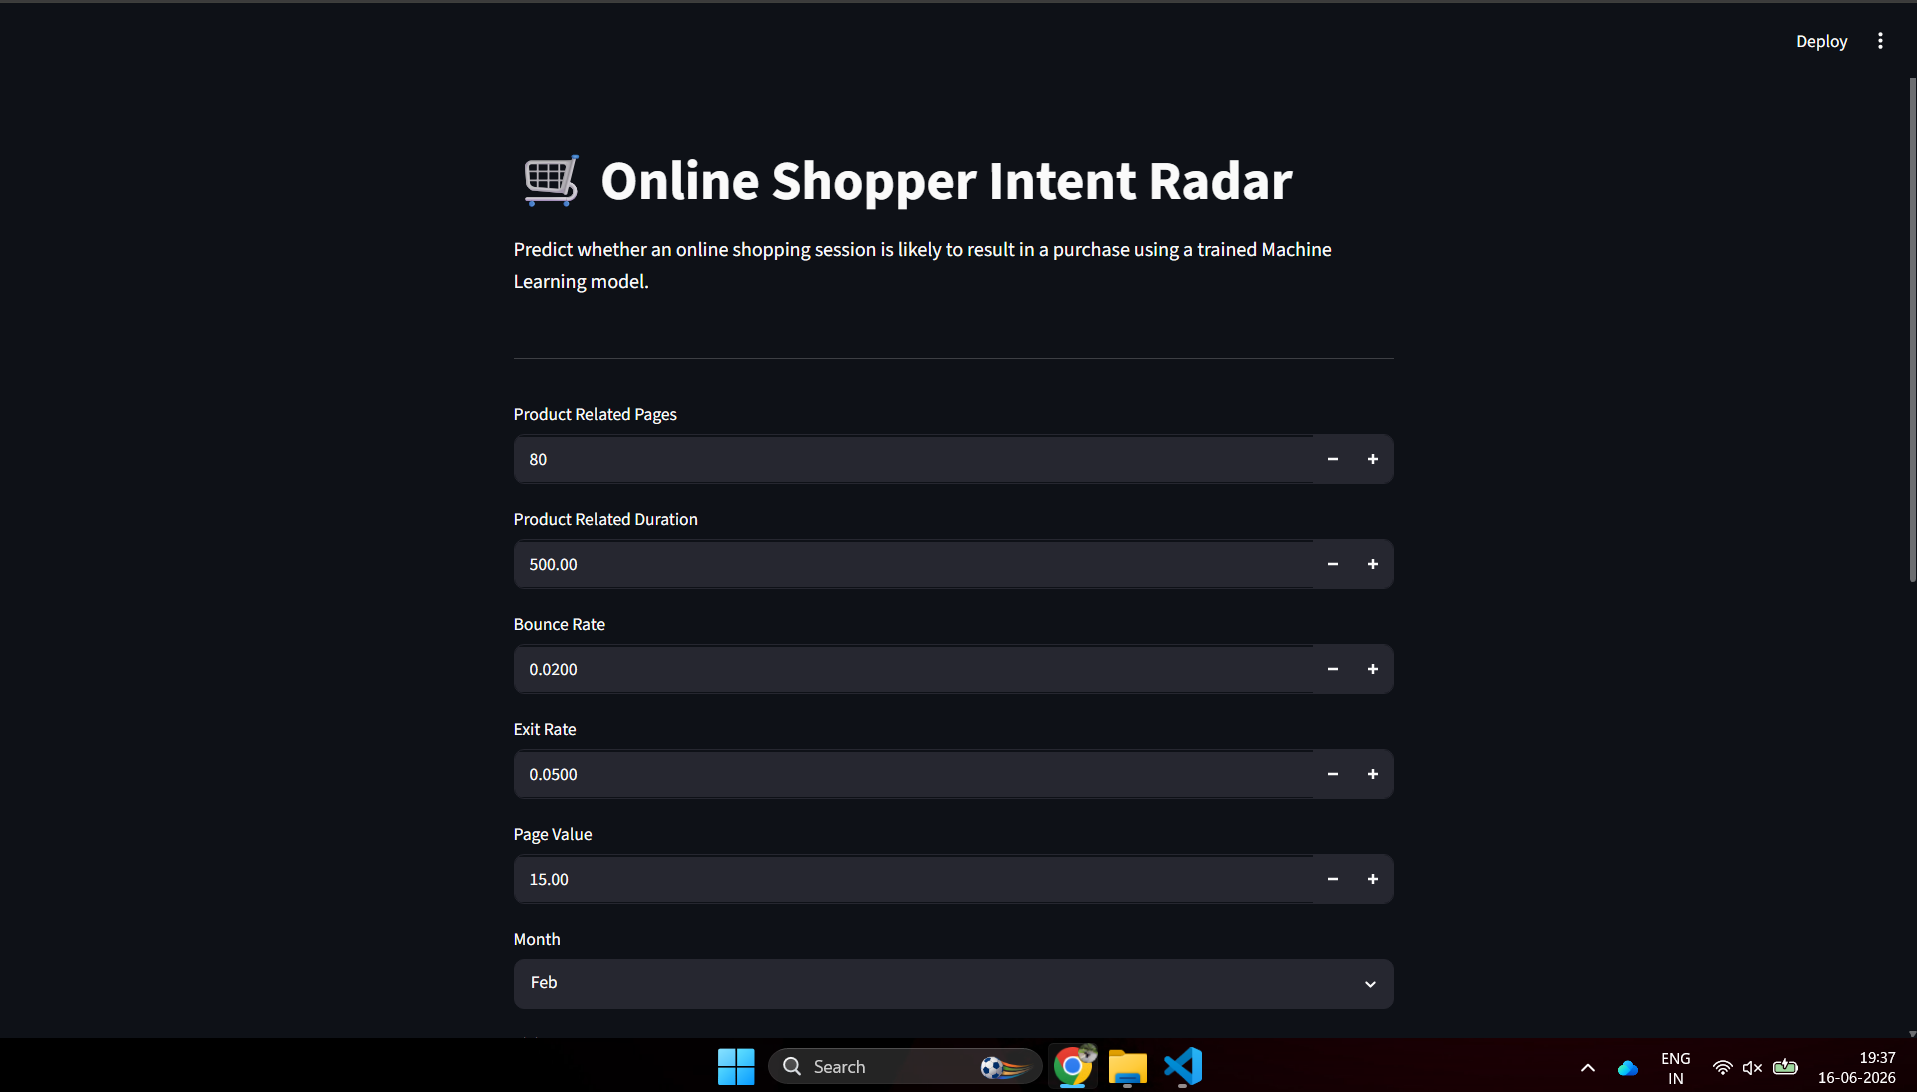 Deploy
Online Shopper Intent Radar
Predict whether an online shopping session is likely to result in a purchase using a trained Machine
Learning model.
Product Related Pages
80
Product Related Duration
500.00
Bounce Rate
0.0200
Exit Rate
0.0500
Page Value
15.00
Month
Feb
Search
ENG
IN
19:37
16-06-2026